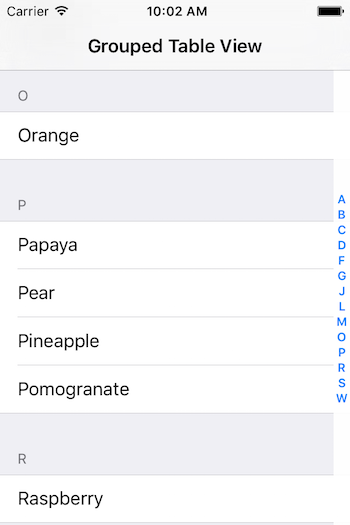 Carrier 10:02 AM
Grouped Table View
O
Orange
P
Papaya
Pear
Pineapple
Pomogranate
R
Raspberry
A
B
C
D
F
G
J
L
M
O
P
R
S
W